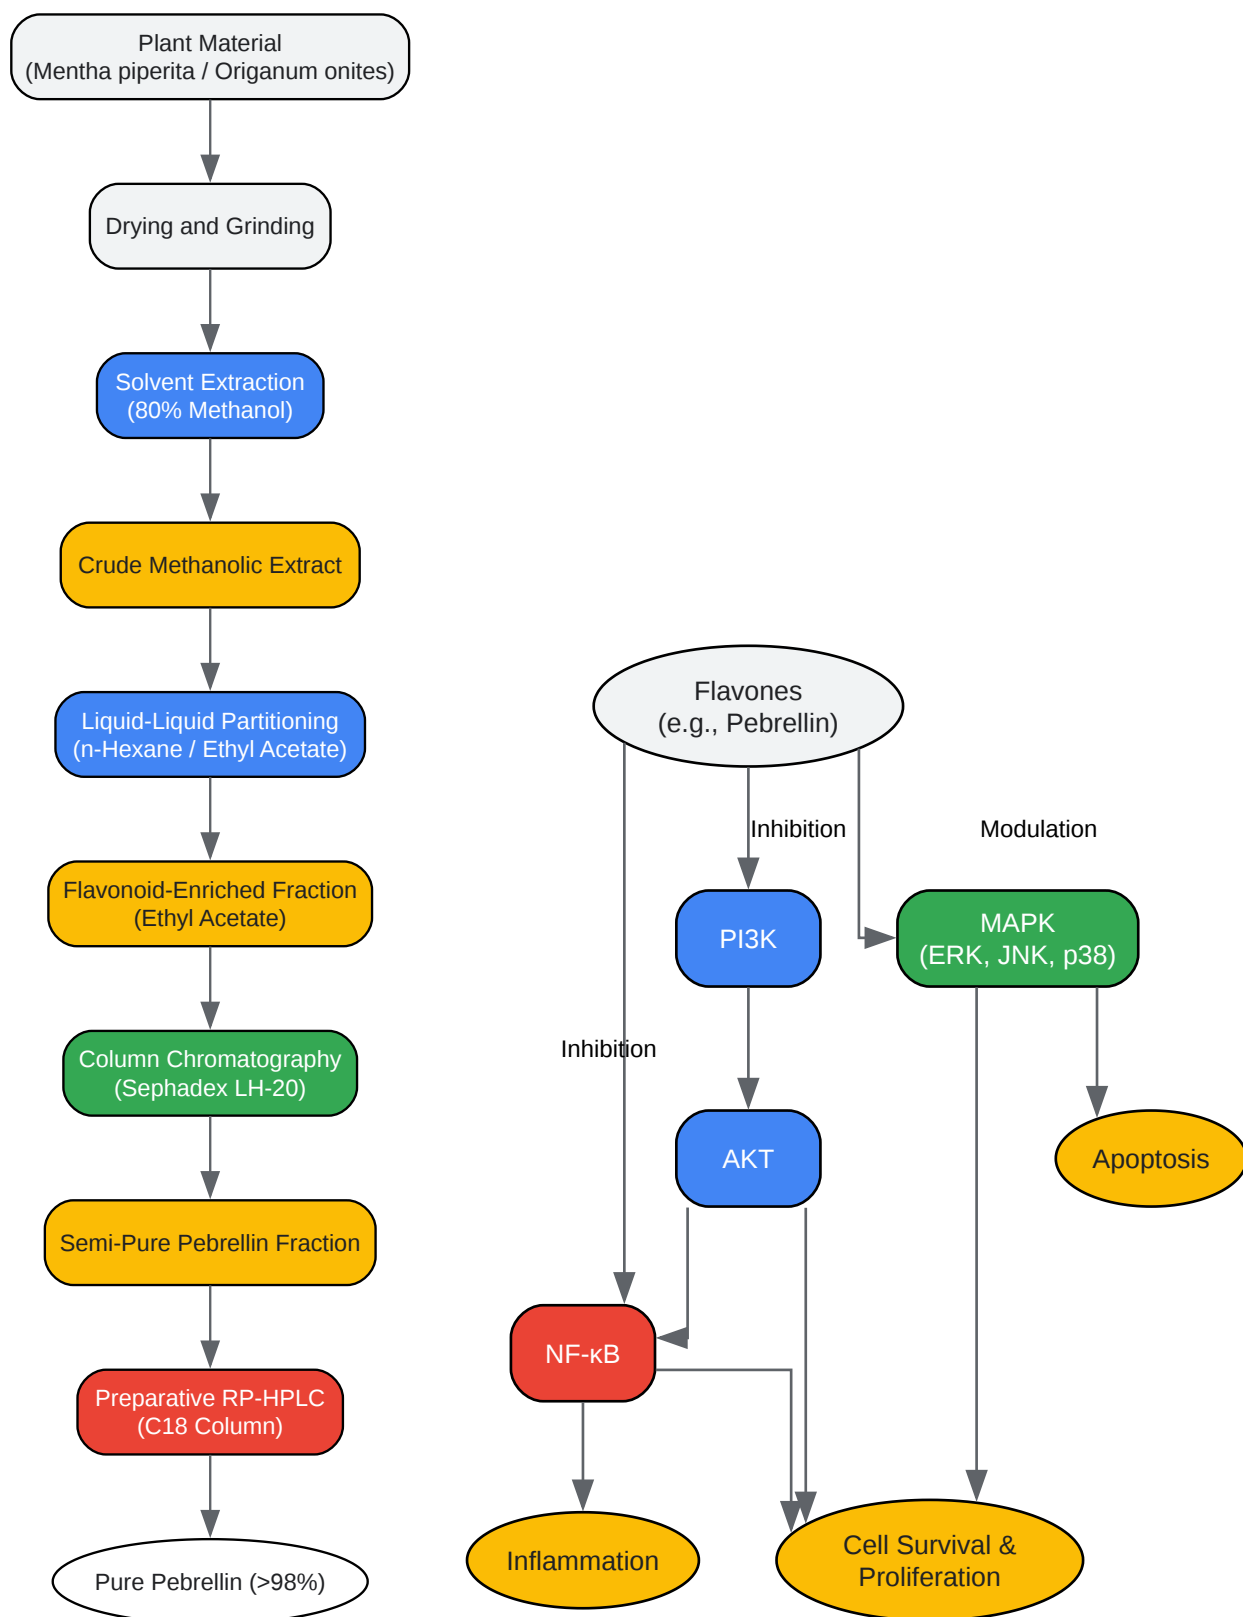 Plant Material
(Mentha piperita / Origanum onites)
Drying and Grinding
Solvent Extraction
(80% Methanol)
Crude Methanolic Extract
Liquid-Liquid Partitioning
(n-Hexane / Ethyl Acetate)
Flavonoid-Enriched Fraction
(Ethyl Acetate)
Column Chromatography
(Sephadex LH-20)
Semi-Pure Pebrellin Fraction
Preparative RP-HPLC
(C18 Column)
Pure Pebrellin (>98%)
Flavones
(e.g., Pebrellin)
Inhibition
Modulation
PI3K
MAPK
(ERK, JNK, p38)
Inhibition
AKT
Apoptosis
NF-κB
Inflammation
Cell Survival &
Proliferation